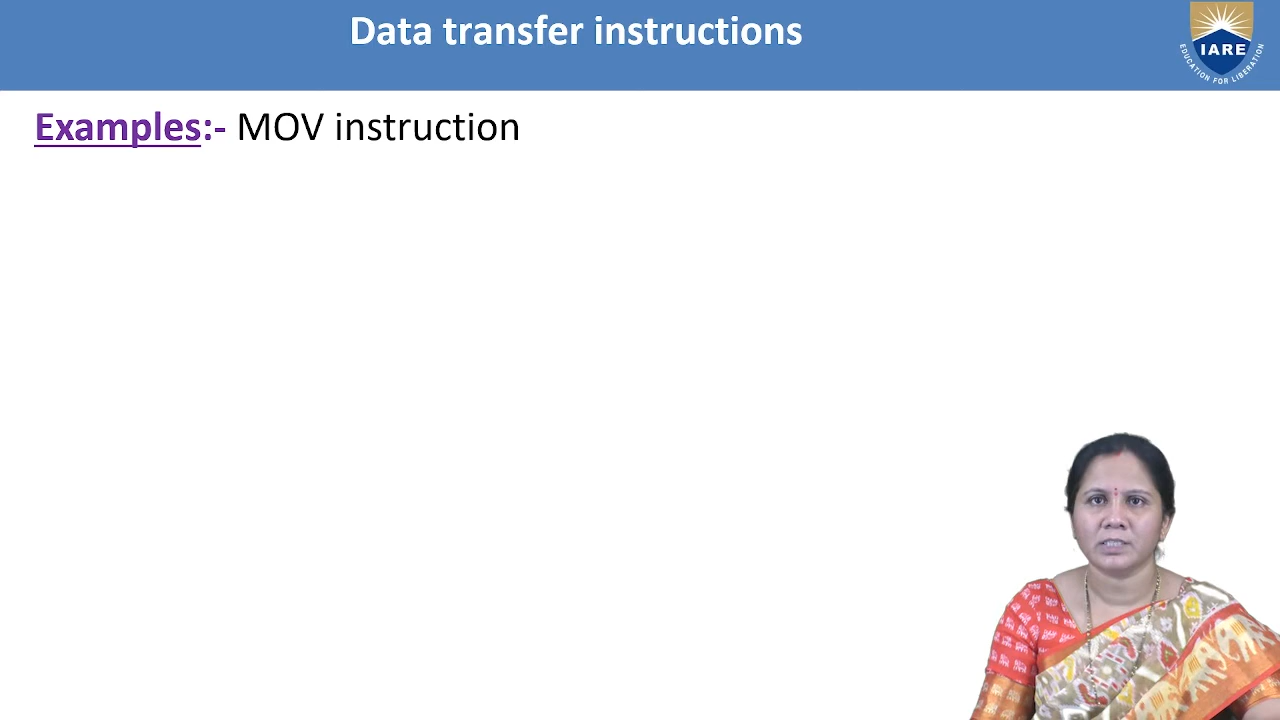 Data transfer instructions
IARE
EDUCATION FOR LIBERATION
Examples:- MOV instruction